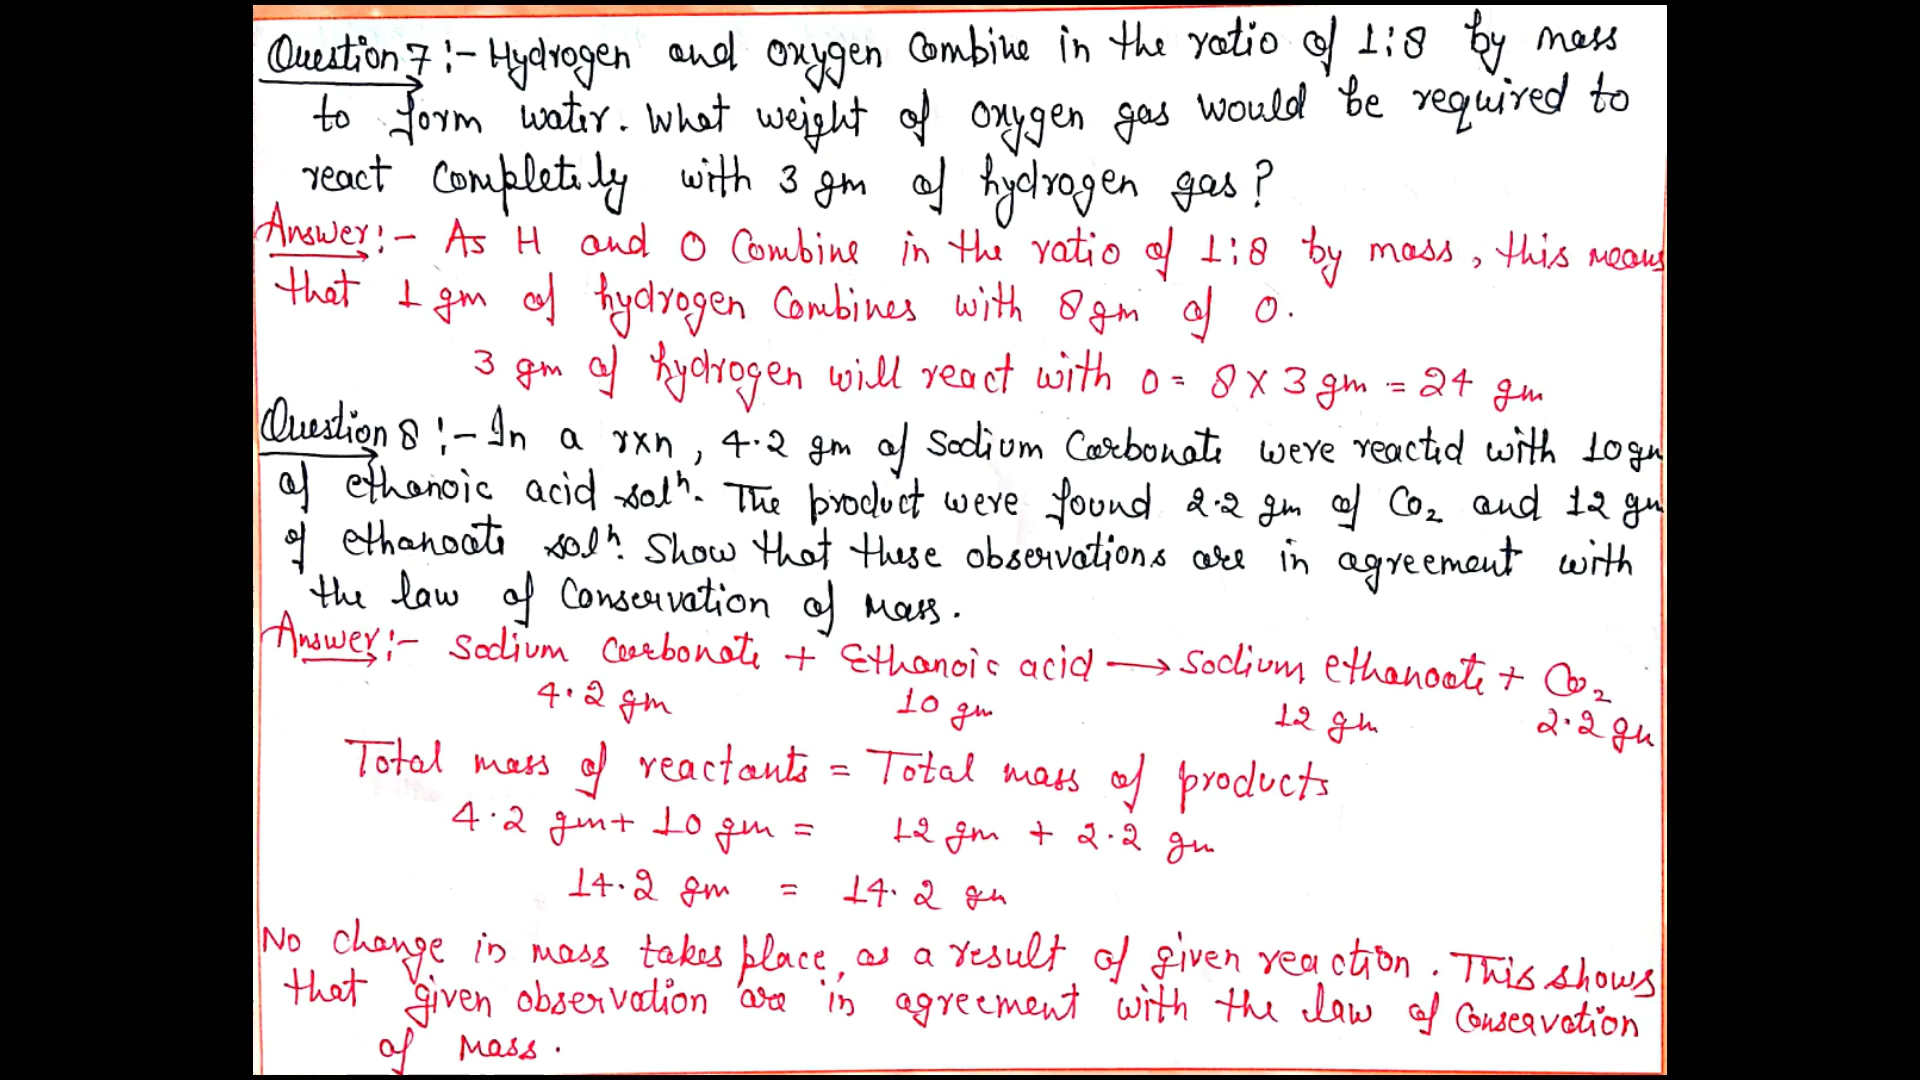 Question 7 :- Hydrogen and oxygen Combine in the ratio of 1:8 by mass
to form water. What weight of oxygen gas would be required to
react completely with 3 gm of hydrogen gas?
Answer:- As H and O Combine in the ratio of 1:8 by mass, this means
that 1 gm of hydrogen Combines with 8 gm of O.
3 gm of hydrogen will react with O = 8 X 3 gm = 24 gm
Question 8 :- In a rxn, 4.2 gm of Sodium Carbonate were reacted with 10 gm
of ethanoic acid solⁿ. The product were found 2.2 gm of CO₂ and 12 gm
of ethanoate solⁿ. Show that these observations are in agreement with
the law of Conservation of Mass.
Answer:- Sodium Carbonate + Ethanoic acid → Sodium ethanoate + CO₂
4.2 gm 10 gm 12 gm 2.2 gm
Total mass of reactants = Total mass of products
4.2 gm + 10 gm = 12 gm + 2.2 gm
14.2 gm = 14.2 gm
No change in mass takes place, as a result of given reaction. This shows
that given observation are in agreement with the law of Conservation
of Mass.